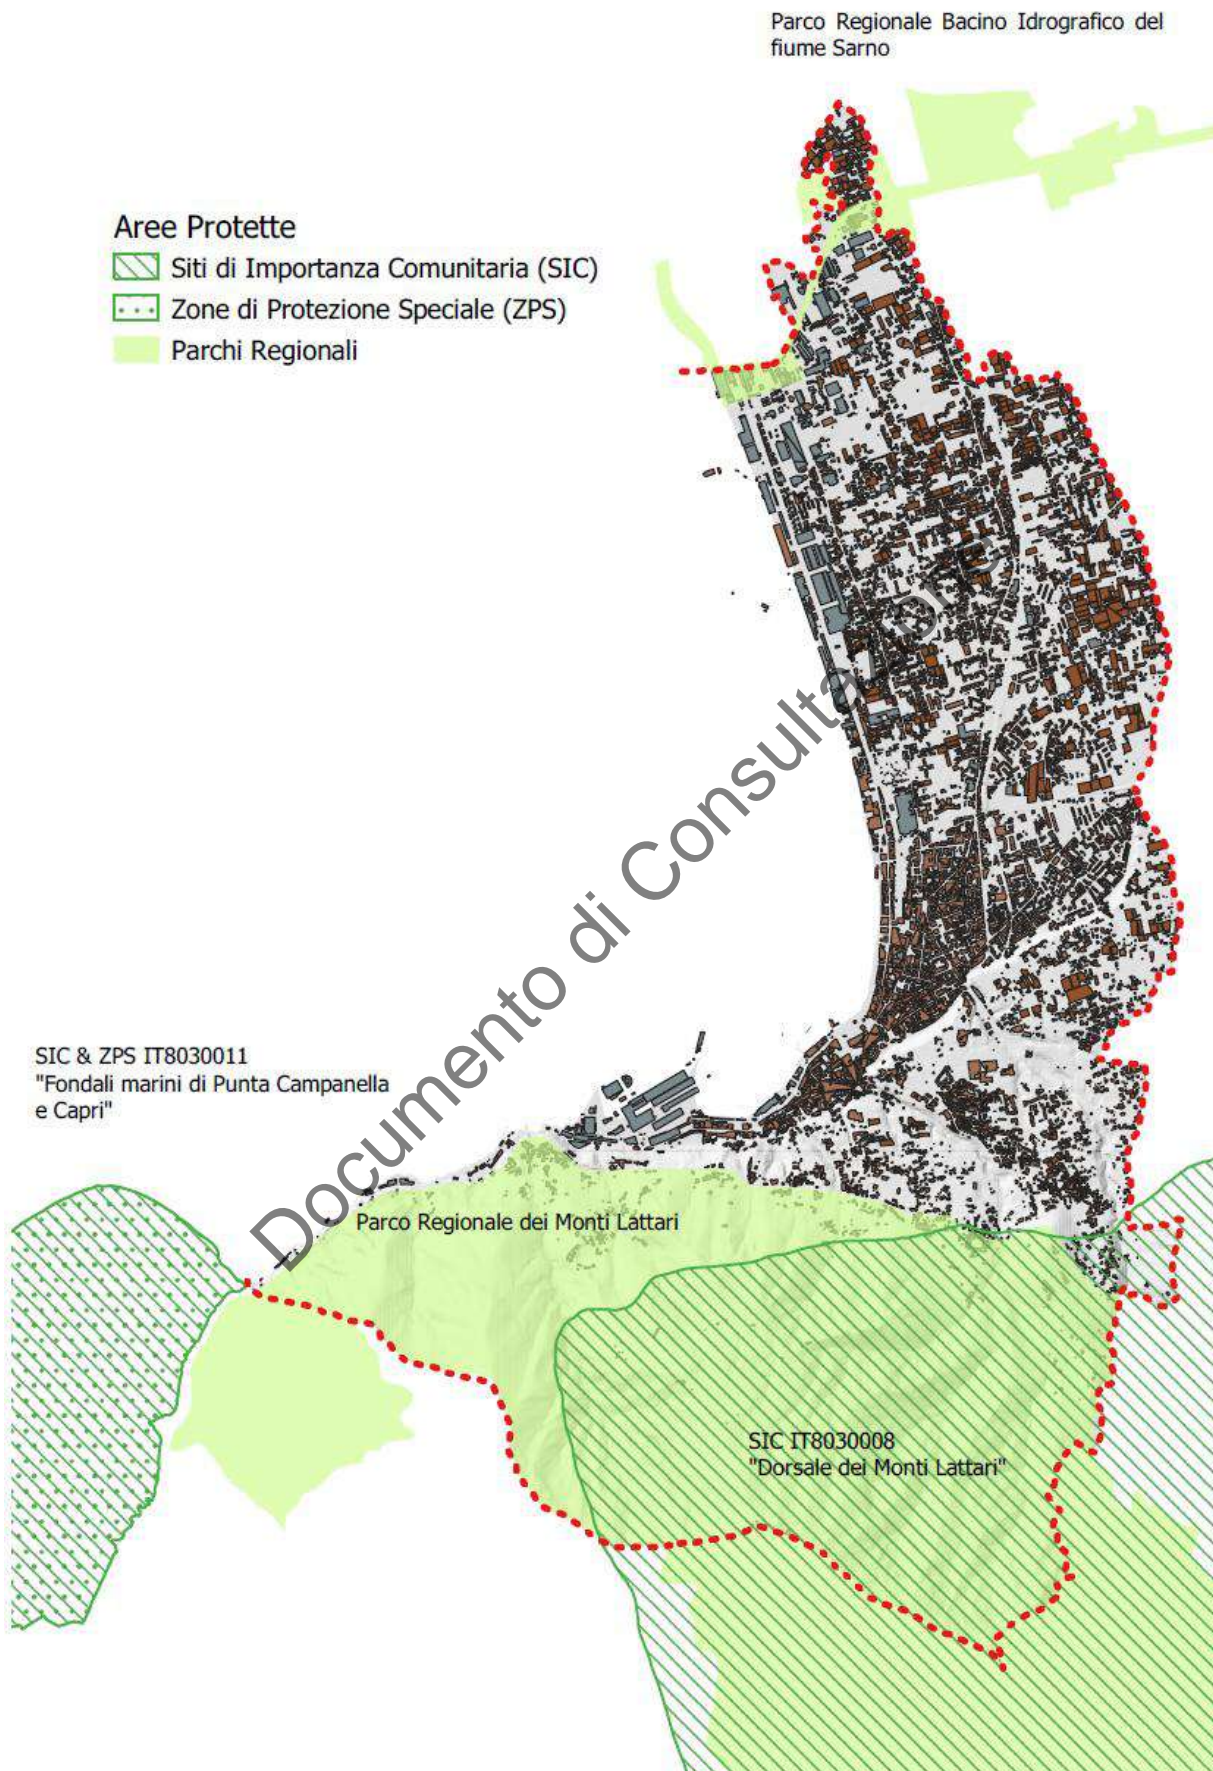 Parco Regionale Bacino Idrografico del
fiume Sarno
Aree Protette
Siti di Importanza Comunitaria (SIC)
Zone di Protezione Speciale (ZPS)
Parchi Regionali
Documento di Consultazione
SIC & ZPS IT8030011
"Fondali marini di Punta Campanella
e Capri"
Parco Regionale dei Monti Lattari
SIC IT8030008
"Dorsale dei Monti Lattari"